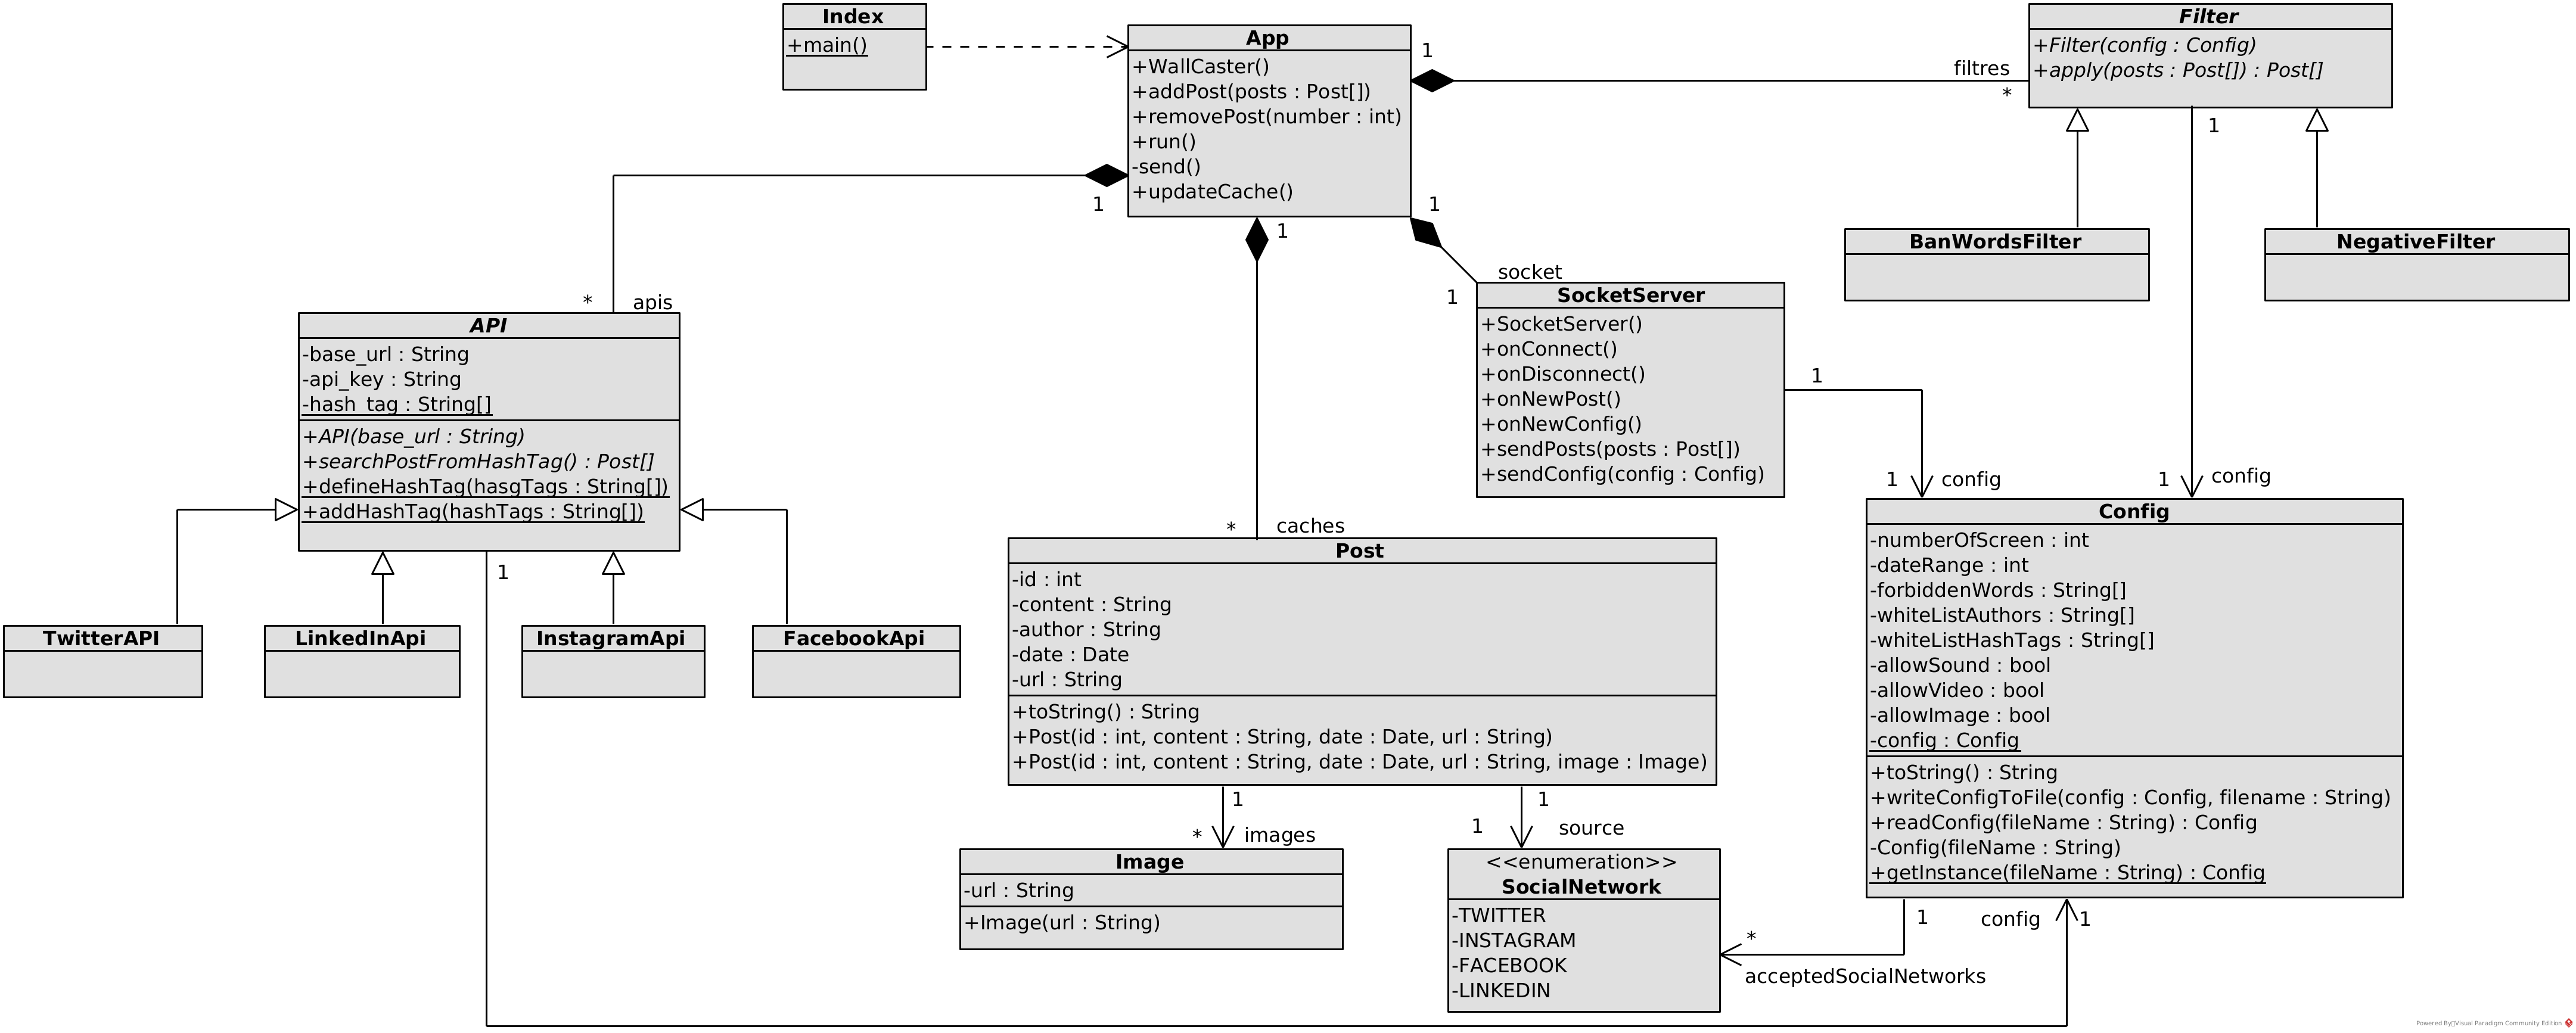 Index
+main()
App
+WallCaster()
+addPost(posts : Post[])
+removePost(number : int)
+run()
-send()
+updateCache()
1
filtres
*
Filter
+Filter(config : Config)
+apply(posts : Post[]) : Post[]
1
BanWordsFilter
NegativeFilter
1
*
apis
1
*
caches
1
socket
1
API
-base_url : String
-api_key : String
-hash_tag : String[]
+API(base_url : String)
+searchPostFromHashTag() : Post[]
+defineHashTag(hasgTags : String[])
+addHashTag(hashTags : String[])
1
TwitterAPI
LinkedInApi
InstagramApi
FacebookApi
SocketServer
+SocketServer()
+onConnect()
+onDisconnect()
+onNewPost()
+onNewConfig()
+sendPosts(posts : Post[])
+sendConfig(config : Config)
1
1
config
1
config
Post
-id : int
-content : String
-author : String
-date : Date
-url : String
+toString() : String
+Post(id : int, content : String, date : Date, url : String)
+Post(id : int, content : String, date : Date, url : String, image : Image)
1
*
images
1
1
source
Image
-url : String
+Image(url : String)
<<enumeration>>
SocialNetwork
-TWITTER
-INSTAGRAM
-FACEBOOK
-LINKEDIN
Config
-numberOfScreen : int
-dateRange : int
-forbiddenWords : String[]
-whiteListAuthors : String[]
-whiteListHashTags : String[]
-allowSound : bool
-allowVideo : bool
-allowImage : bool
-config : Config
+toString() : String
+writeConfigToFile(config : Config, filename : String)
+readConfig(fileName : String) : Config
-Config(fileName : String)
+getInstance(fileName : String) : Config
1
*
acceptedSocialNetworks
config
1
Powered By Visual Paradigm Community Edition